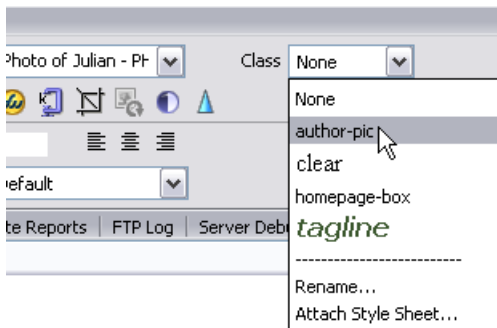 Photo of Julian - Ph
Class
None
None
author-pic
clear
homepage-box
efault
tagline
te Reports | FTP Log | Server Deb
--------------------------
Rename...
Attach Style Sheet...